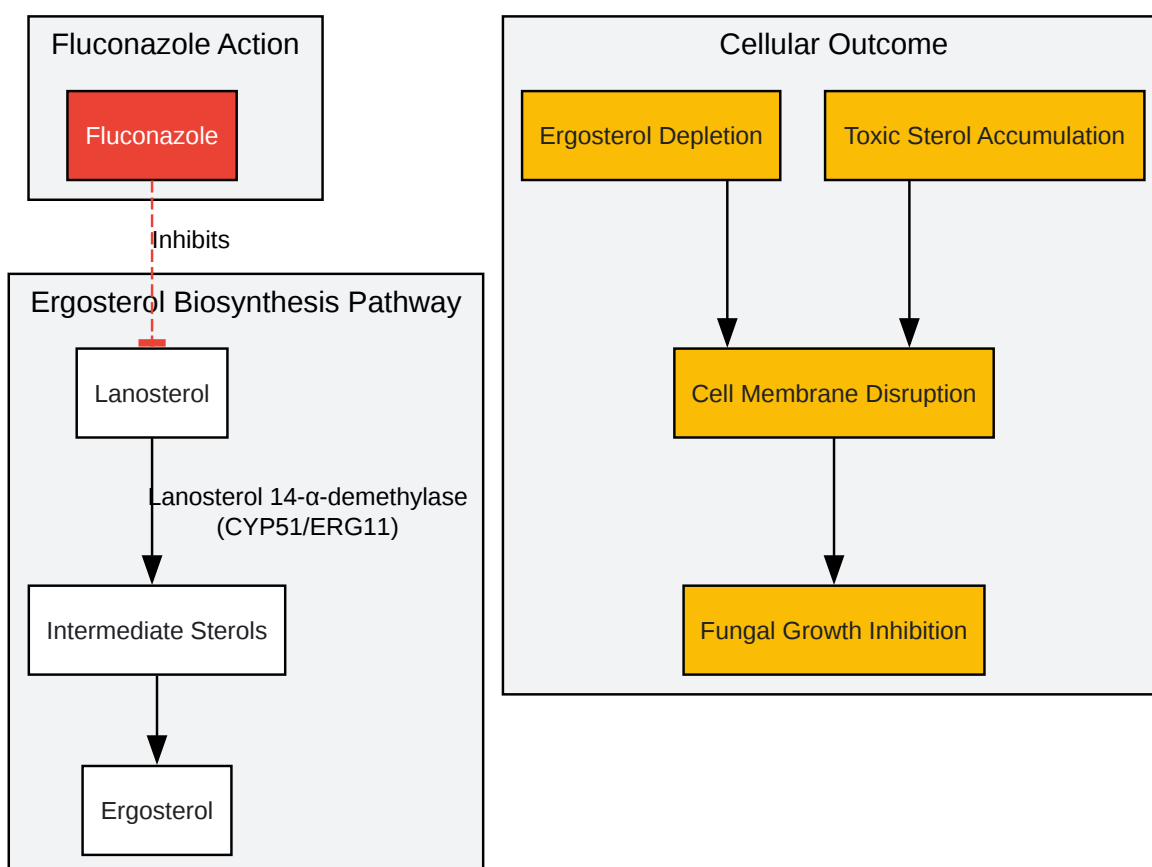 Fluconazole Action
Fluconazole
Inhibits
Ergosterol Biosynthesis Pathway
Lanosterol
Lanosterol 14-α-demethylase
(CYP51/ERG11)
Intermediate Sterols
Ergosterol
Cellular Outcome
Ergosterol Depletion
Toxic Sterol Accumulation
Cell Membrane Disruption
Fungal Growth Inhibition